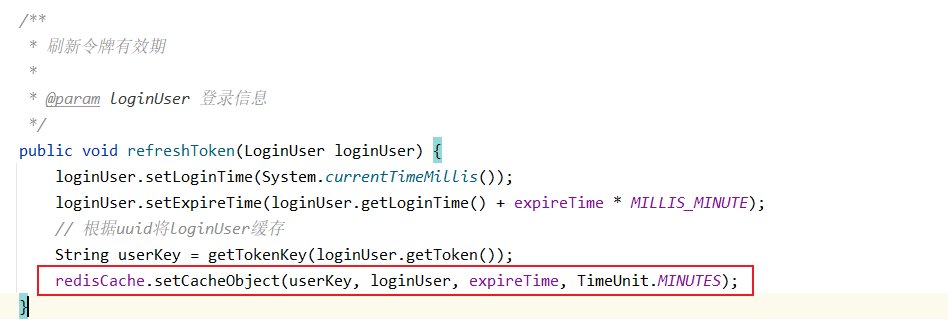 /**
 * 刷新令牌有效期
 *
 * @param loginUser 登录信息
 */
public void refreshToken(LoginUser loginUser) {
    loginUser.setLoginTime(System.currentTimeMillis());
    loginUser.setExpireTime(loginUser.getLoginTime() + expireTime * MILLIS_MINUTE);
    // 根据uuid将loginUser缓存
    String userKey = getTokenKey(loginUser.getToken());
    redisCache.setCacheObject(userKey, loginUser, expireTime, TimeUnit.MINUTES);
}